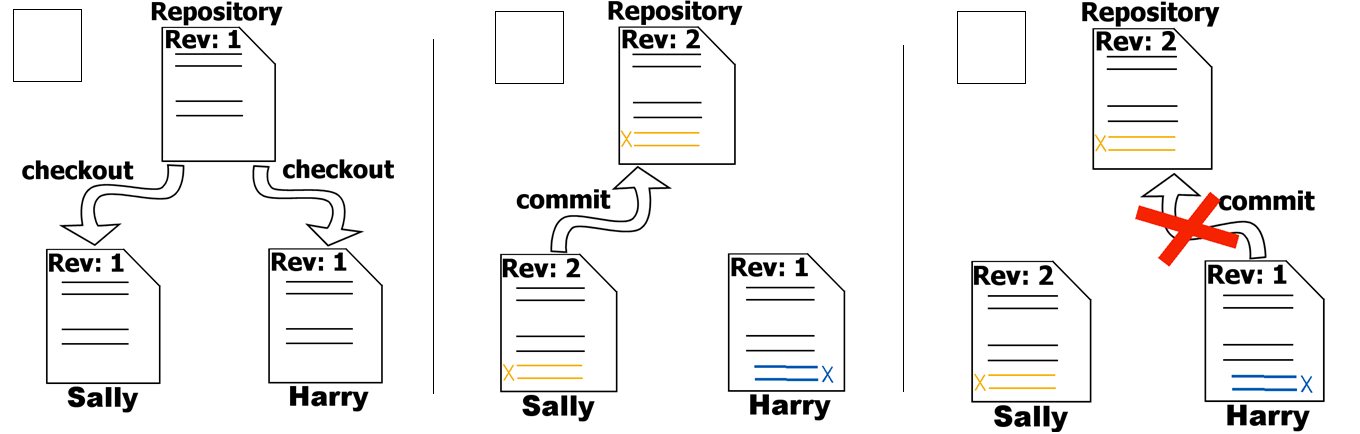 Repository
Rev: 1
checkout
checkout
Rev: 1
Rev: 1
Sally
Harry
Repository
Rev: 2
X
commit
Rev: 2
Rev: 1
X
X
Sally
Harry
Repository
Rev: 2
X
commit
Rev: 2
Rev: 1
X
X
Sally
Harry